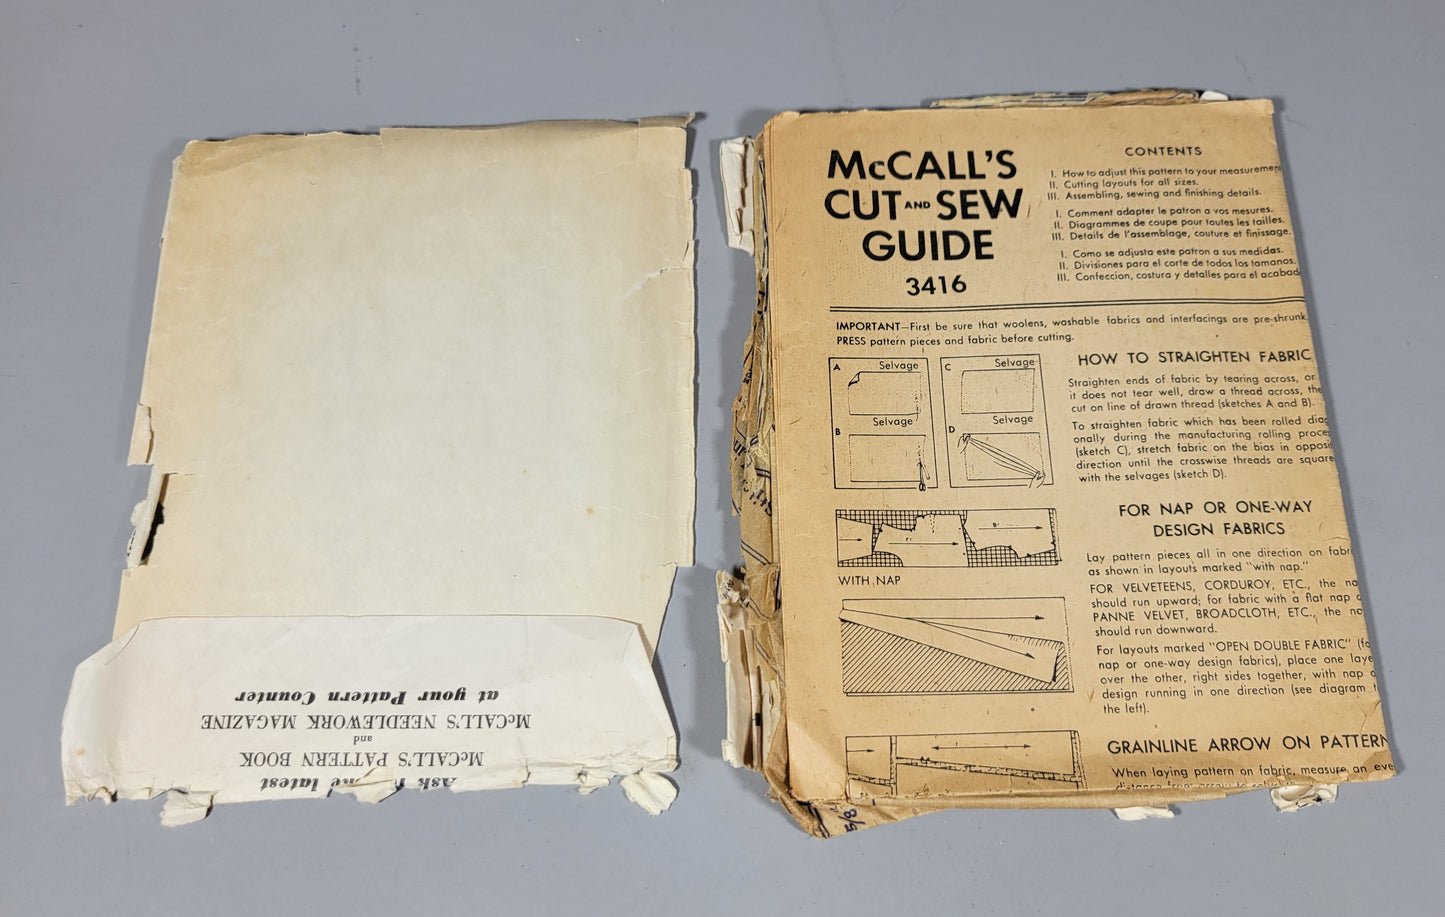 Ask for the latest
McCALL'S PATTERN BOOK
and
McCALL'S NEEDLEWORK MAGAZINE
at your Pattern Counter
McCALL'S
CUT AND SEW
GUIDE
3416
CONTENTS
I. How to adjust this pattern to your measuremen
II. Cutting layouts for all sizes.
III. Assembling, sewing and finishing details.
I. Comment adapter le patron a vos mesures.
II. Diagrammes de coupe pour toutes les tailles.
III. Details de l'assemblage, couture et finissage.
I. Como se adjusta este patron a sus medidas.
II. Divisiones para el corte de todos los tamanos.
III. Confeccion, costura y detalles para el acabad
IMPORTANT—First be sure that woolens, washable fabrics and interfacings are pre-shrunk.
PRESS pattern pieces and fabric before cutting.
A Selvage
Selvage
B
C Selvage
Selvage
D
HOW TO STRAIGHTEN FABRIC
Straighten ends of fabric by tearing across, or
it does not tear well, draw a thread across, the
cut on line of drawn thread (sketches A and B).
To straighten fabric which has been rolled diag
onally during the manufacturing rolling proce
(sketch C), stretch fabric on the bias in opposi
direction until the crosswise threads are square
with the selvages (sketch D).
WITH NAP
FOR NAP OR ONE-WAY
DESIGN FABRICS
Lay pattern pieces all in one direction on fabri
as shown in layouts marked "with nap."
FOR VELVETEENS, CORDUROY, ETC., the na
should run upward; for fabric with a flat nap o
PANNE VELVET, BROADCLOTH, ETC., the na
should run downward.
For layouts marked "OPEN DOUBLE FABRIC" (fo
nap or one-way design fabrics), place one laye
over the other, right sides together, with nap o
design running in one direction (see diagram t
the left).
GRAINLINE ARROW ON PATTERN
When laying pattern on fabric, measure an eve
5/8